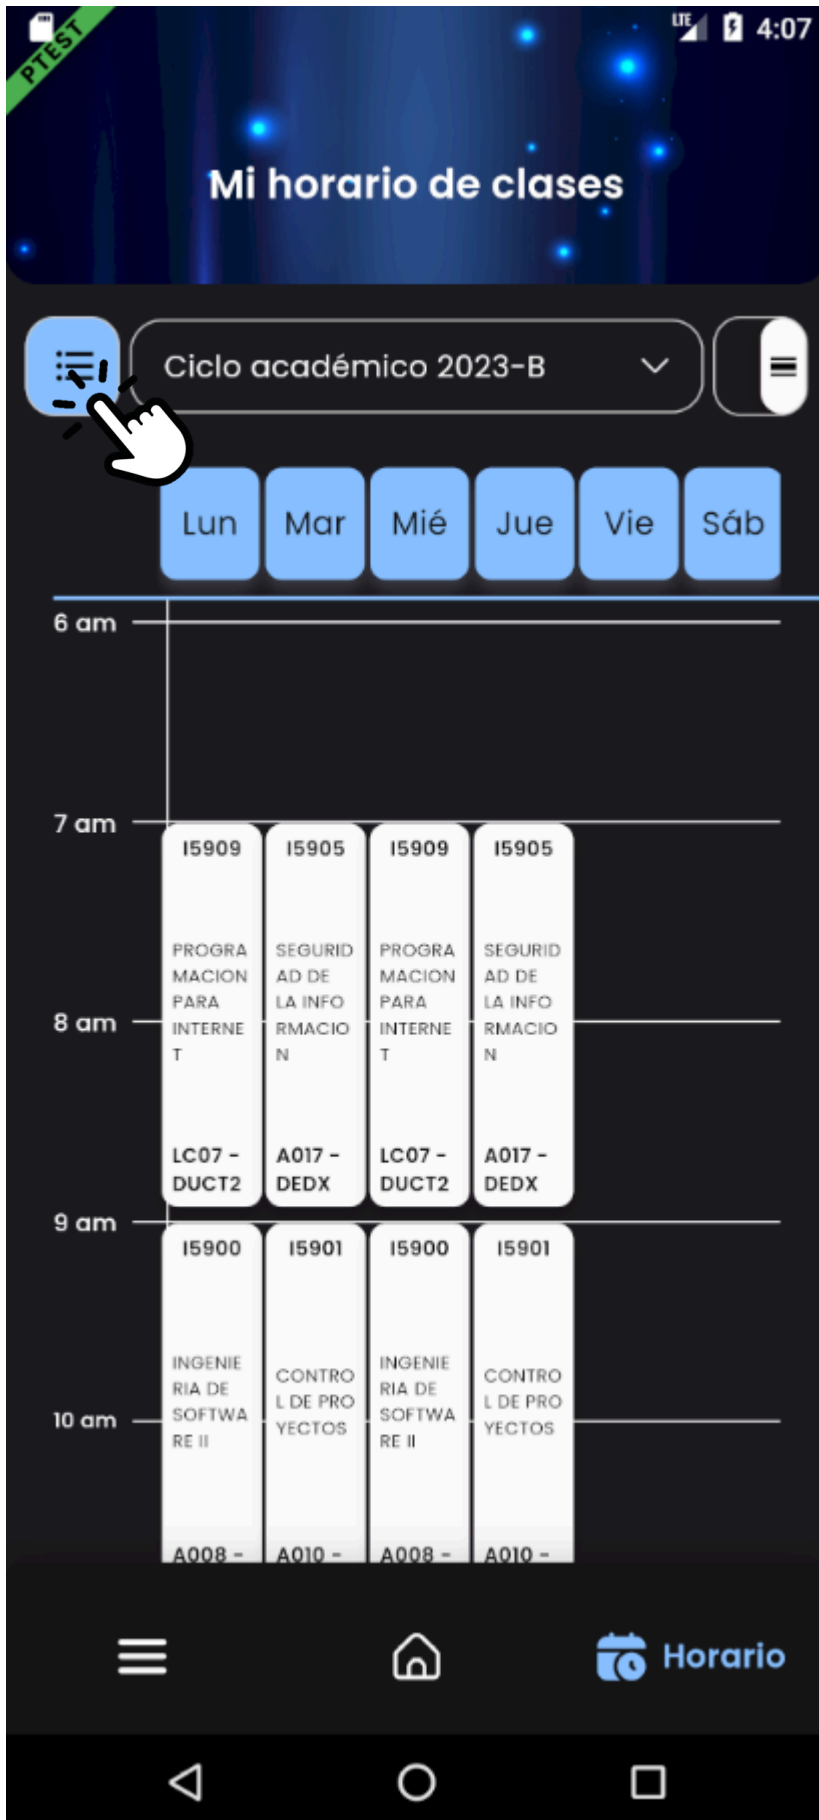 PTEST
LTE 4:07
Mi horario de clases
Ciclo académico 2023-B
Lun Mar Mié Jue Vie Sáb
6 am
7 am
I5909 I5905 I5909 I5905
PROGRA SEGURID PROGRA SEGURID
MACION AD DE MACION AD DE
PARA LA INFO PARA LA INFO
8 am INTERNE RMACIO INTERNE RMACIO
T N T N
LC07 - A017 - LC07 - A017 -
DUCT2 DEDX DUCT2 DEDX
9 am
I5900 I5901 I5900 I5901
INGENIE CONTRO INGENIE CONTRO
RIA DE L DE PRO RIA DE L DE PRO
10 am SOFTWA YECTOS SOFTWA YECTOS
RE II RE II
A008 - A010 - A008 - A010 -
Horario